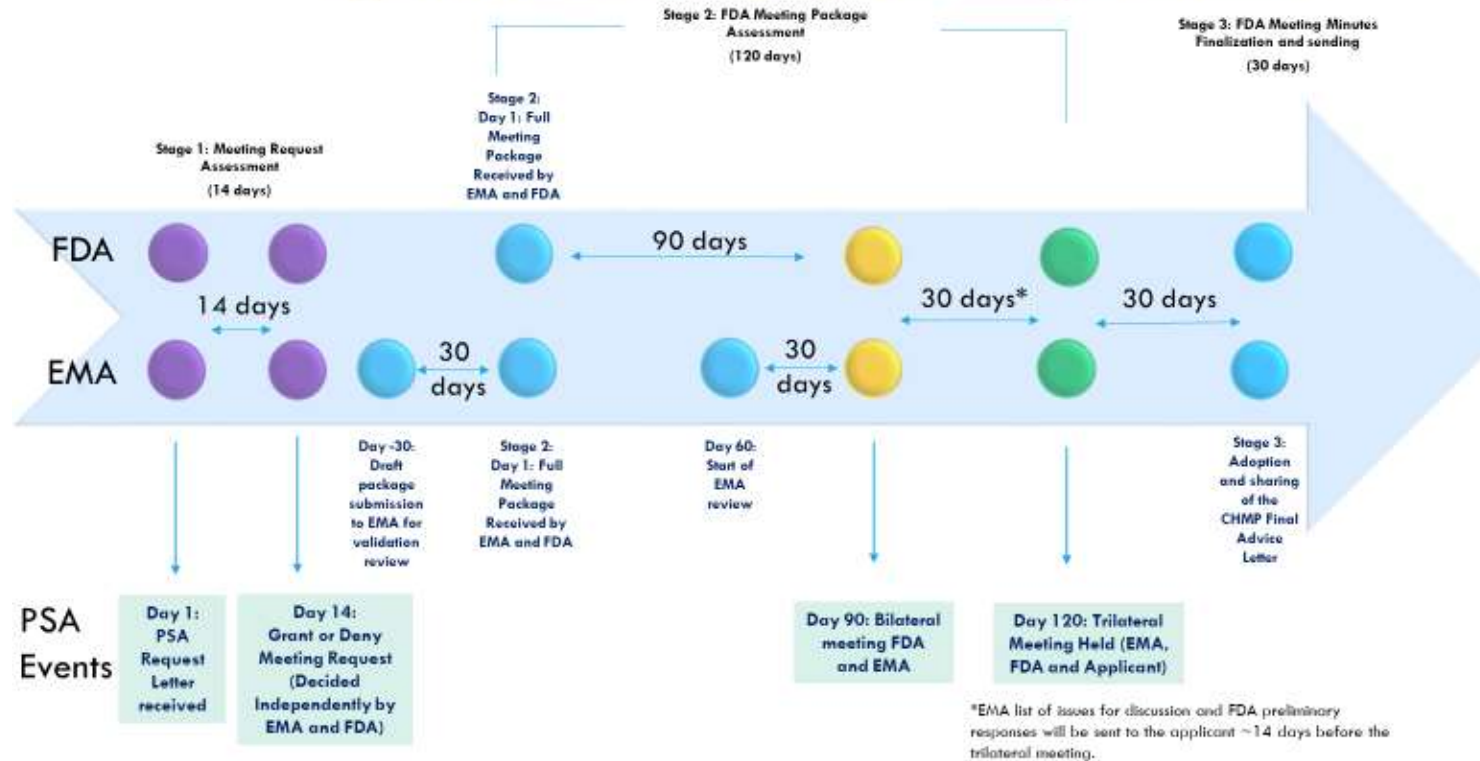 Stage 2: FDA Meeting Package
Assessment
(120 days)
Stage 3: FDA Meeting Minutes
Finalization and sending
(30 days)
Stage 2:
Day 1: Full
Meeting
Package
Received by
EMA and FDA
Stage 1: Meeting Request
Assessment
(14 days)
FDA
90 days
14 days
30 days*
30 days
EMA
30
days
30
days
Day -30:
Draft
package
submission
to EMA for
validation
review
Stage 2:
Day 1: Full
Meeting
Package
Received by
EMA and FDA
Day 60:
Start of
EMA
review
Stage 3:
Adoption
and sharing
of the
CHMP Final
Advice
Letter
PSA
Events
Day 1:
PSA
Request
Letter
received
Day 14:
Grant or Deny
Meeting Request
(Decided
Independently by
EMA and FDA)
Day 90: Bilateral
meeting FDA
and EMA
Day 120: Trilateral
Meeting Held (EMA,
FDA and Applicant)
*EMA list of issues for discussion and FDA preliminary
responses will be sent to the applicant ~14 days before the
trilateral meeting.